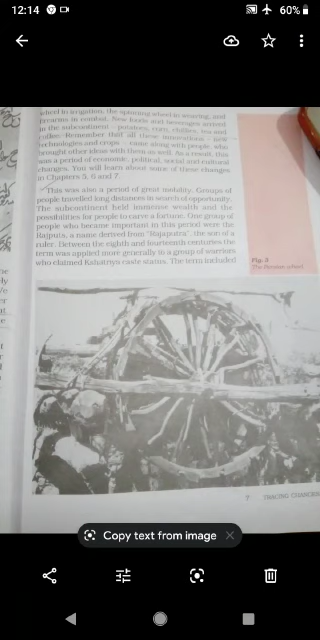 12:14
60%
wheel in irrigation, the spinning wheel in weaving, and
firearms in combat. New foods and beverages arrived
in the subcontinent – potatoes, corn, chillies, tea and
coffee. Remember that all these innovations – new
technologies and crops – came along with people, who
brought other ideas with them as well. As a result, this
was a period of economic, political, social and cultural
changes. You will learn about some of these changes
in Chapters 5, 6 and 7.
This was also a period of great mobility. Groups of
people travelled long distances in search of opportunity.
The subcontinent held immense wealth and the
possibilities for people to carve a fortune. One group of
people who became important in this period were the
Rajputs, a name derived from "Rajaputra", the son of a
ruler. Between the eighth and fourteenth centuries the
term was applied more generally to a group of warriors
who claimed Kshatriya caste status. The term included
Fig. 2
The Persian wheel.
7 TRACING CHANGES
Copy text from image